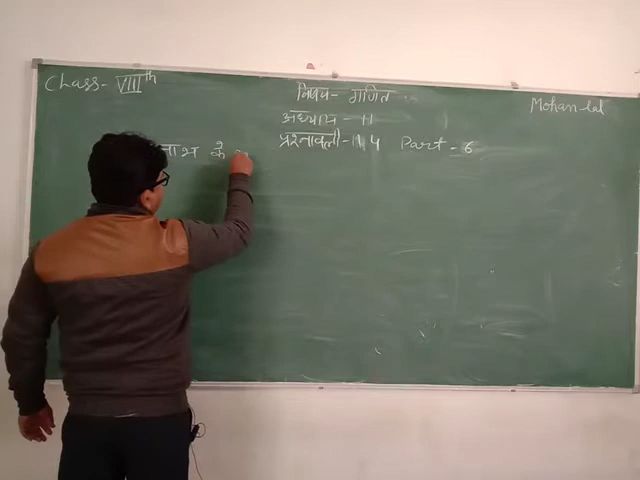 Class- VIIIth
विषय- गणित
Mohan lal
अध्याय - 11
प्रश्नावली-11.4 Part - 6
के